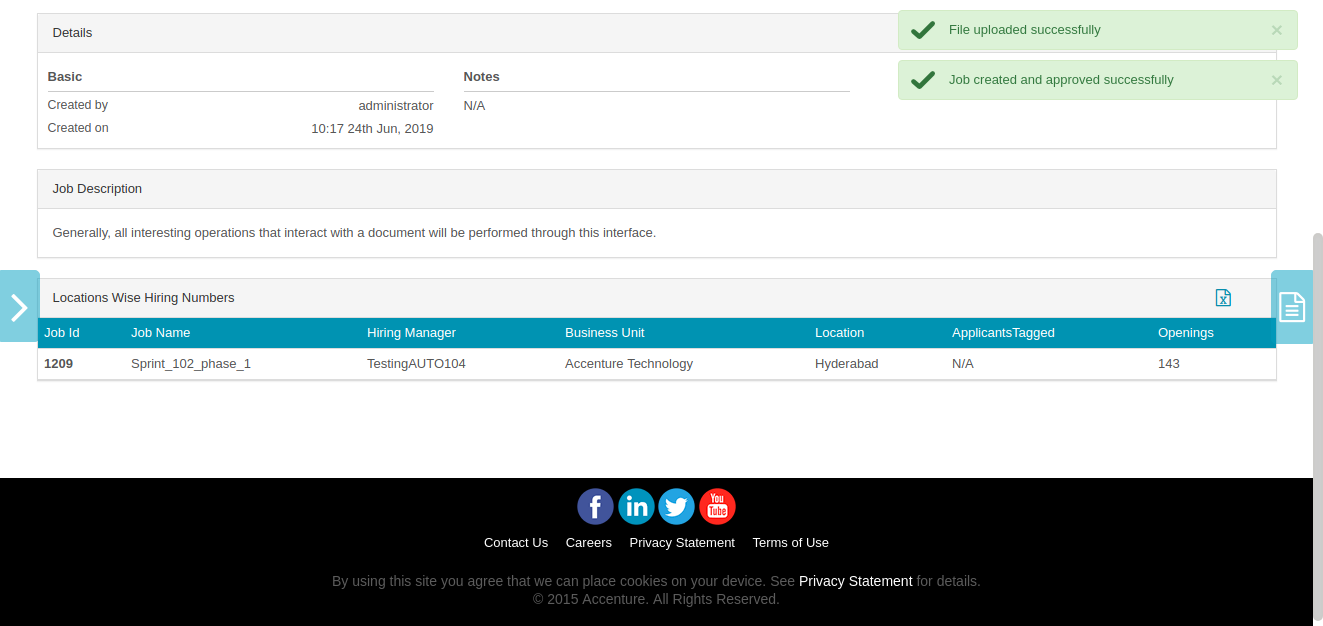 Details
File uploaded successfully ×
Job created and approved successfully ×
Basic
Created by administrator
Created on 10:17 24th Jun, 2019
Notes
N/A
Job Description
Generally, all interesting operations that interact with a document will be performed through this interface.
Locations Wise Hiring Numbers X
Job Id Job Name Hiring Manager Business Unit Location ApplicantsTagged Openings
1209 Sprint_102_phase_1 TestingAUTO104 Accenture Technology Hyderabad N/A 143
f in You Tube
Contact Us Careers Privacy Statement Terms of Use
By using this site you agree that we can place cookies on your device. See Privacy Statement for details.
© 2015 Accenture. All Rights Reserved.